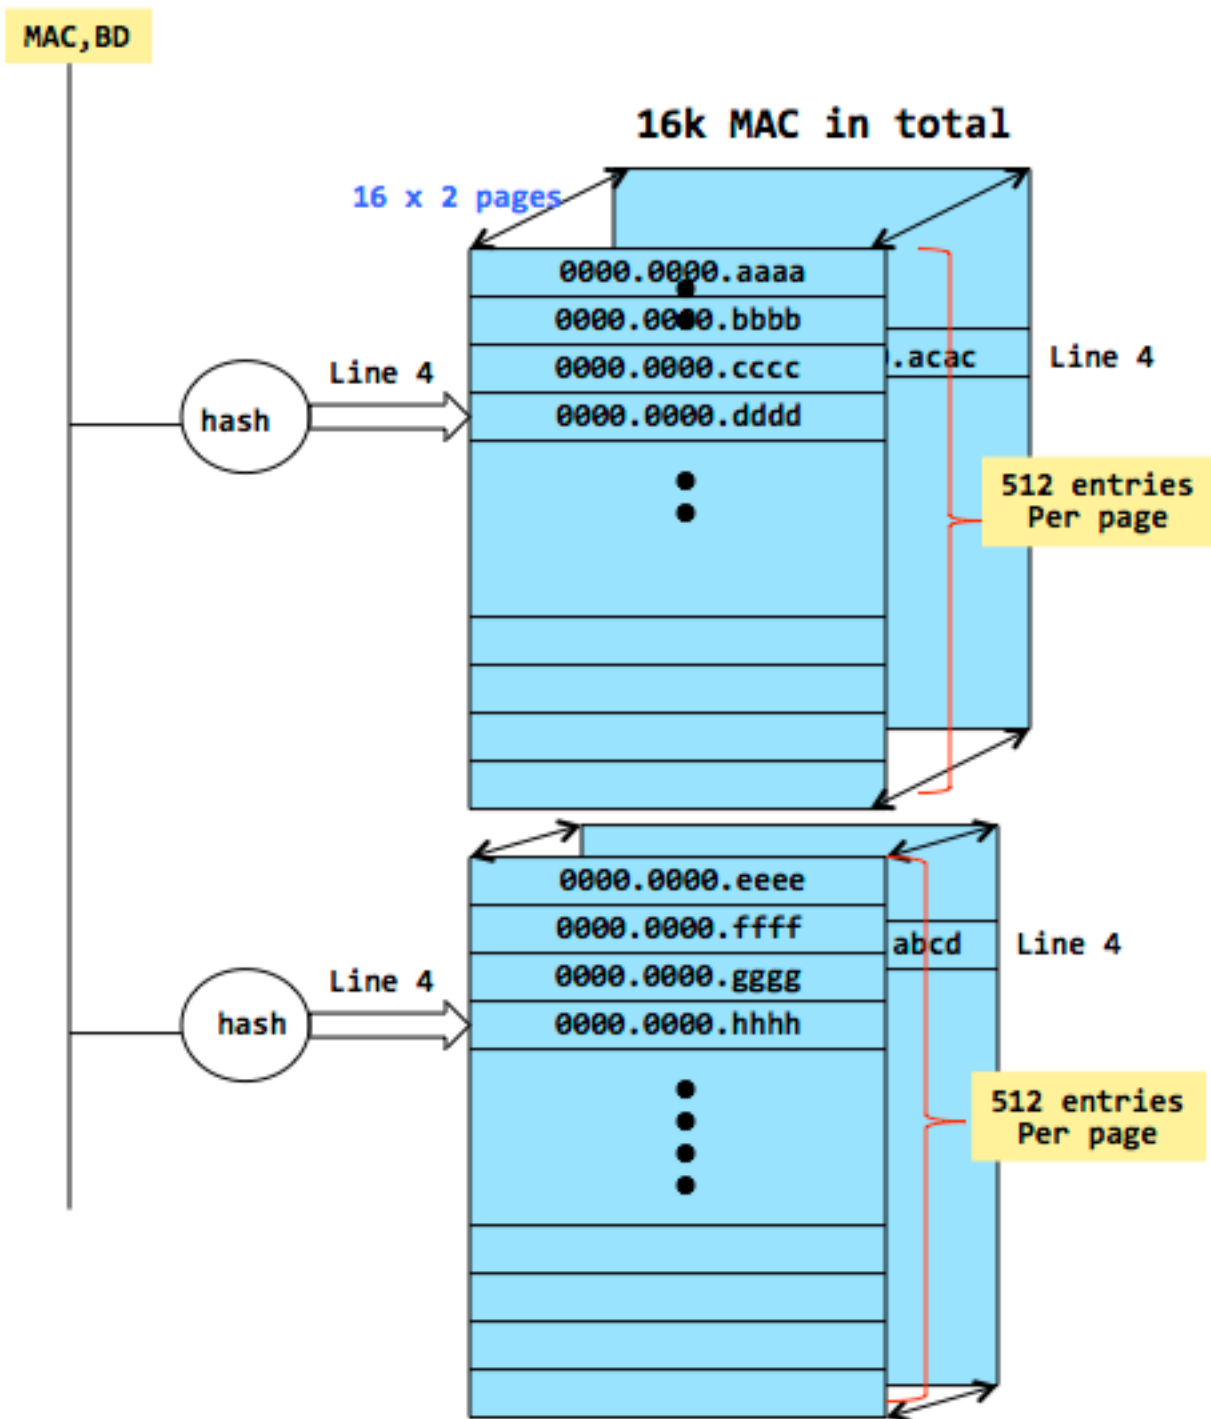 MAC,BD
16k MAC in total
16 x 2 pages
0000.0000.aaaa
0000.0000.bbbb
0000.0000.cccc
0000.0000.dddd
.acac
Line 4
Line 4
hash
512 entries
Per page
0000.0000.eeee
0000.0000.ffff
0000.0000.gggg
0000.0000.hhhh
abcd
Line 4
Line 4
hash
512 entries
Per page